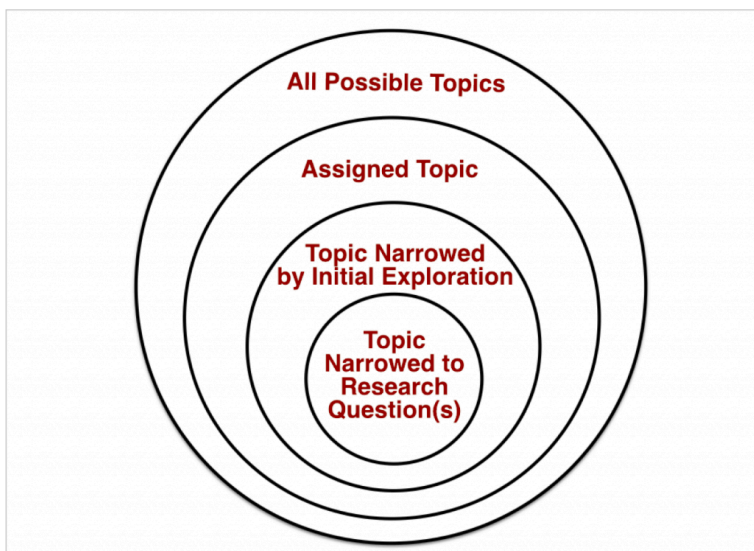 All Possible Topics
Assigned Topic
Topic Narrowed
by Initial Exploration
Topic
Narrowed to
Research
Question(s)